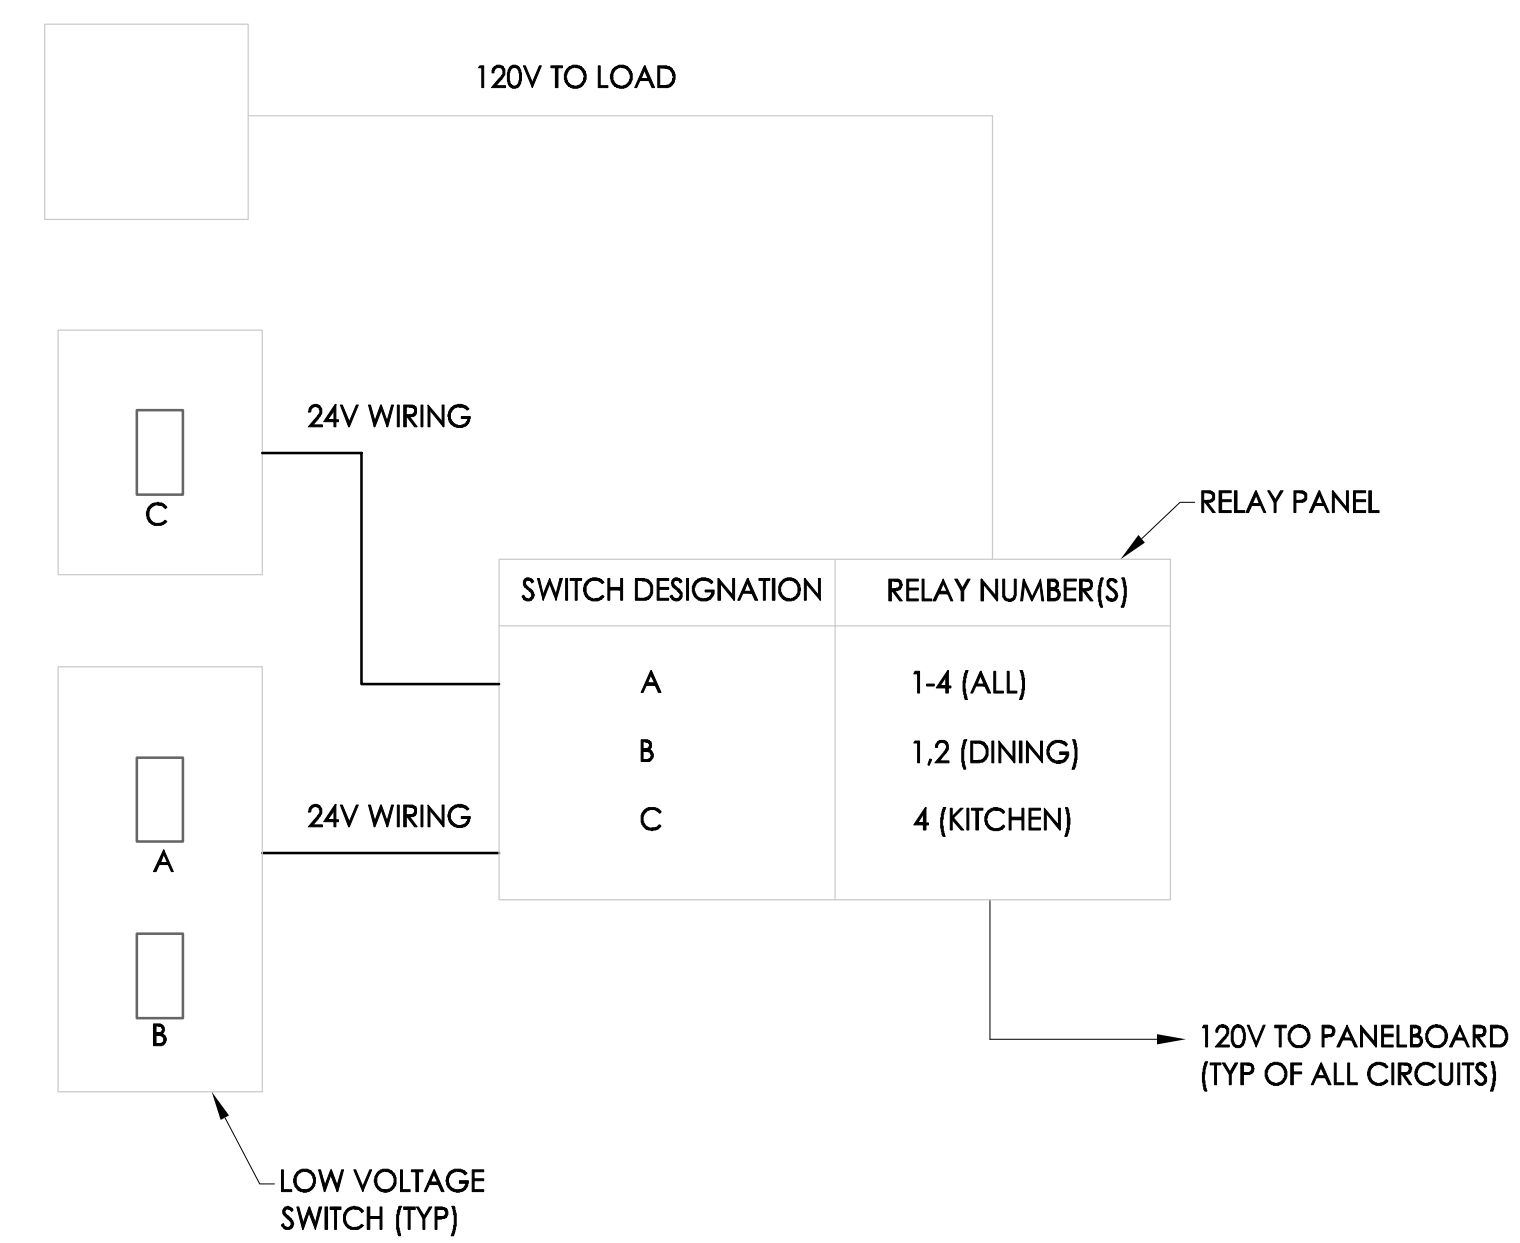 120V TO LOAD
24V WIRING
C
RELAY PANEL
SWITCH DESIGNATION RELAY NUMBER(S)
A 1-4 (ALL)
B 1,2 (DINING)
C 4 (KITCHEN)
24V WIRING
A
B
120V TO PANELBOARD
(TYP OF ALL CIRCUITS)
LOW VOLTAGE
SWITCH (TYP)